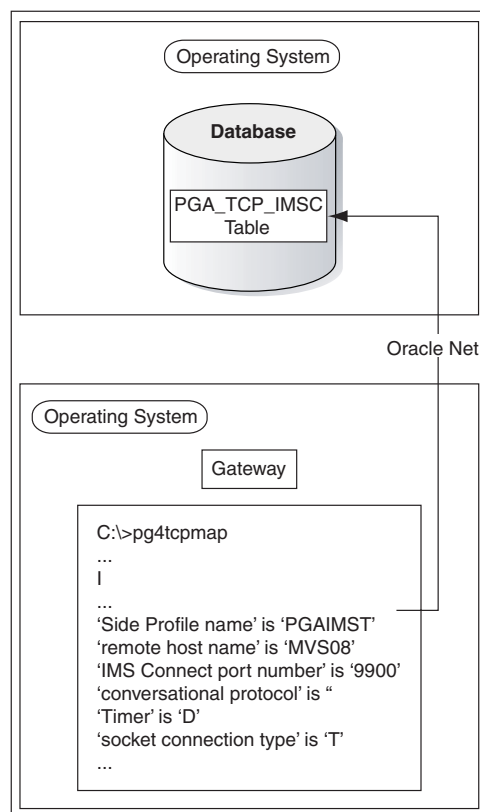 Operating System
Database
PGA_TCP_IMSC
Table
Oracle Net
Operating System
Gateway
C:\>pg4tcpmap
...
I
...
‘Side Profile name’ is ‘PGAIMST’
‘remote host name’ is ‘MVS08’
‘IMS Connect port number’ is ‘9900’
‘conversational protocol’ is “
‘Timer’ is ‘D’
‘socket connection type’ is ‘T’
...